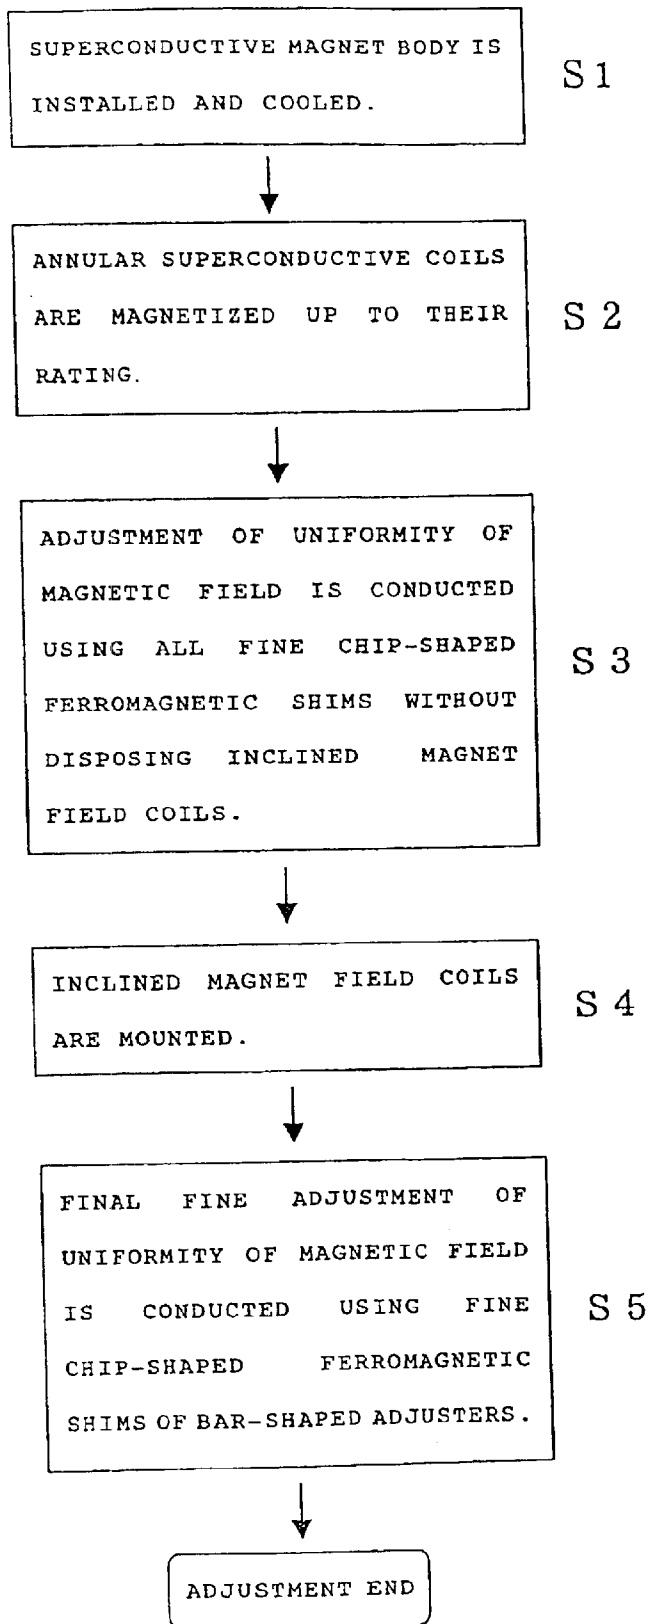 SUPERCONDUCTIVE MAGNET BODY IS
INSTALLED AND COOLED.
S1
ANNULAR SUPERCONDUCTIVE COILS
ARE MAGNETIZED UP TO THEIR
RATING.
S2
ADJUSTMENT OF UNIFORMITY OF
MAGNETIC FIELD IS CONDUCTED
USING ALL FINE CHIP-SHAPED
FERROMAGNETIC SHIMS WITHOUT
DISPOSING INCLINED MAGNET
FIELD COILS.
S3
INCLINED MAGNET FIELD COILS
ARE MOUNTED.
S4
FINAL FINE ADJUSTMENT OF
UNIFORMITY OF MAGNETIC FIELD
IS CONDUCTED USING FINE
CHIP-SHAPED FERROMAGNETIC
SHIMS OF BAR-SHAPED ADJUSTERS.
S5
ADJUSTMENT END